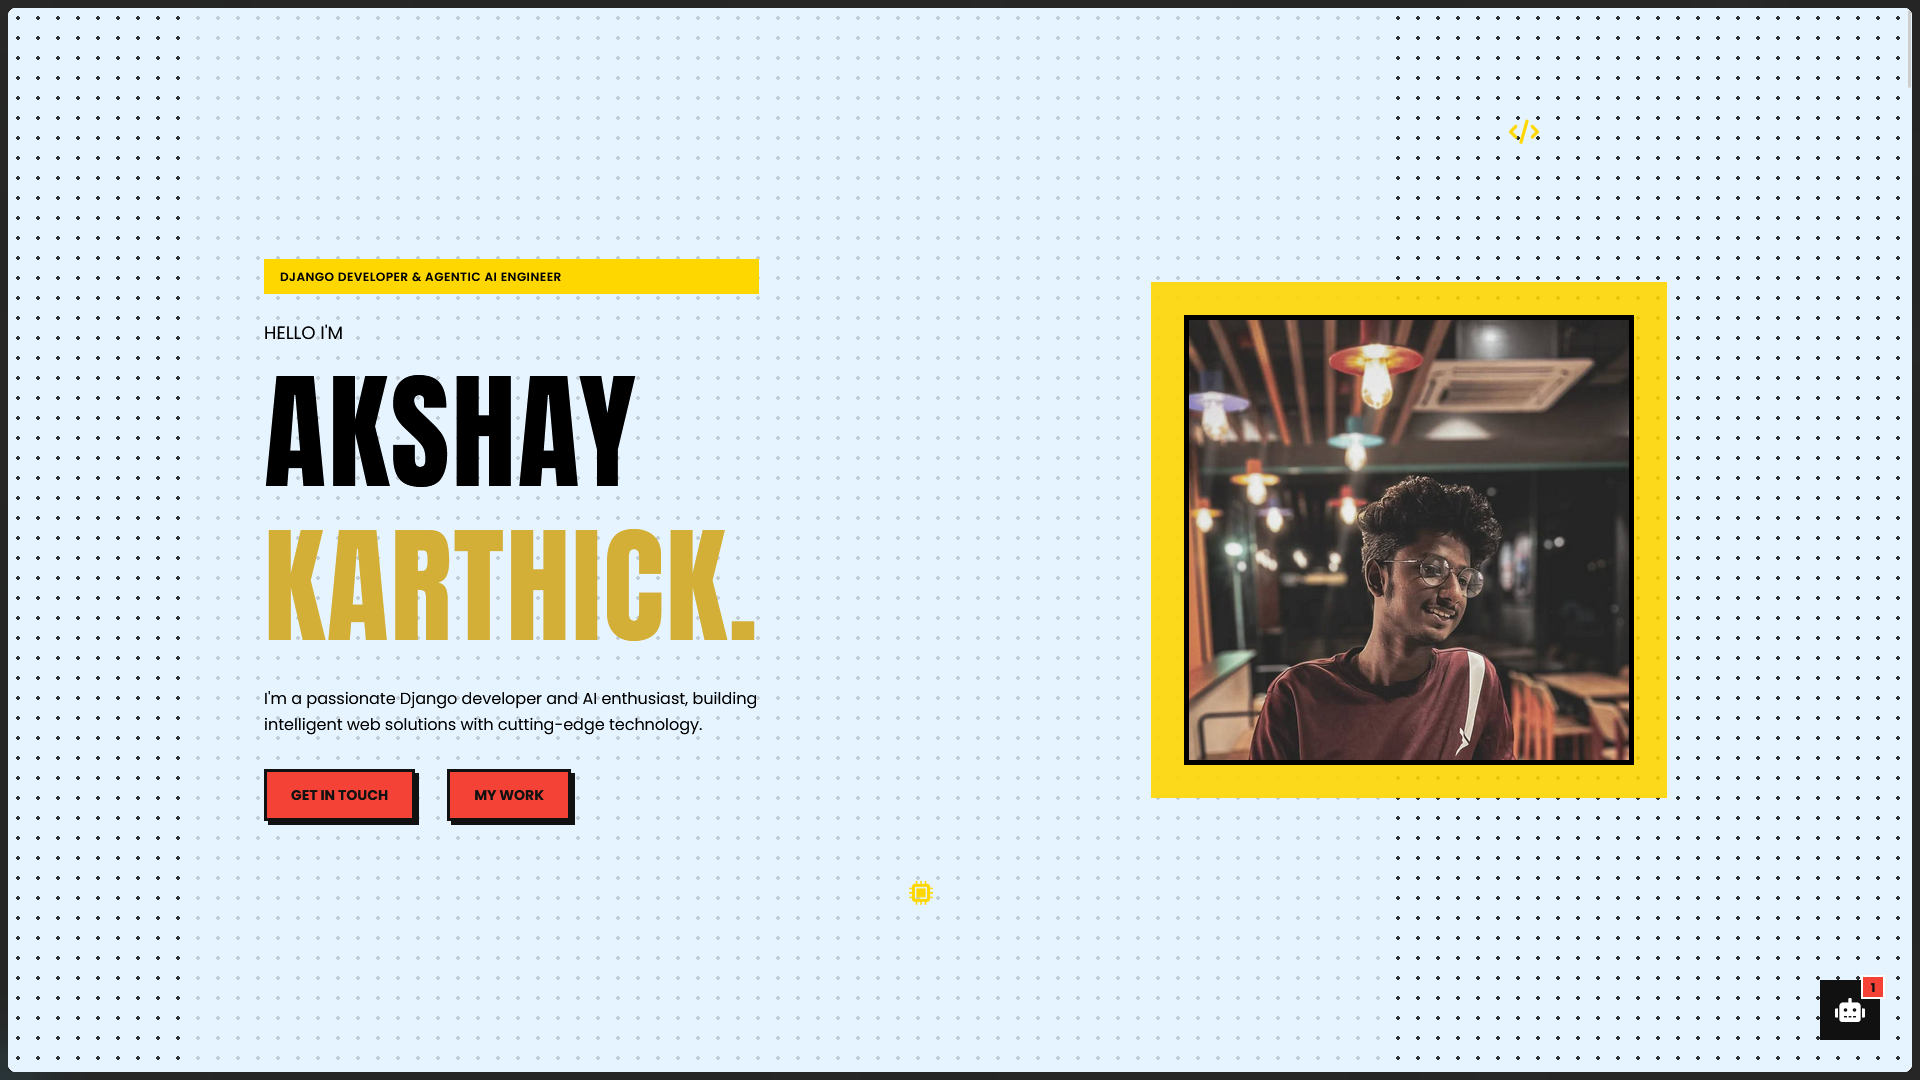 DJANGO DEVELOPER & AGENTIC AI ENGINEER
HELLO I'M
AKSHAY
KARTHICK.
I'm a passionate Django developer and AI enthusiast, building
intelligent web solutions with cutting-edge technology.
GET IN TOUCH
MY WORK
1